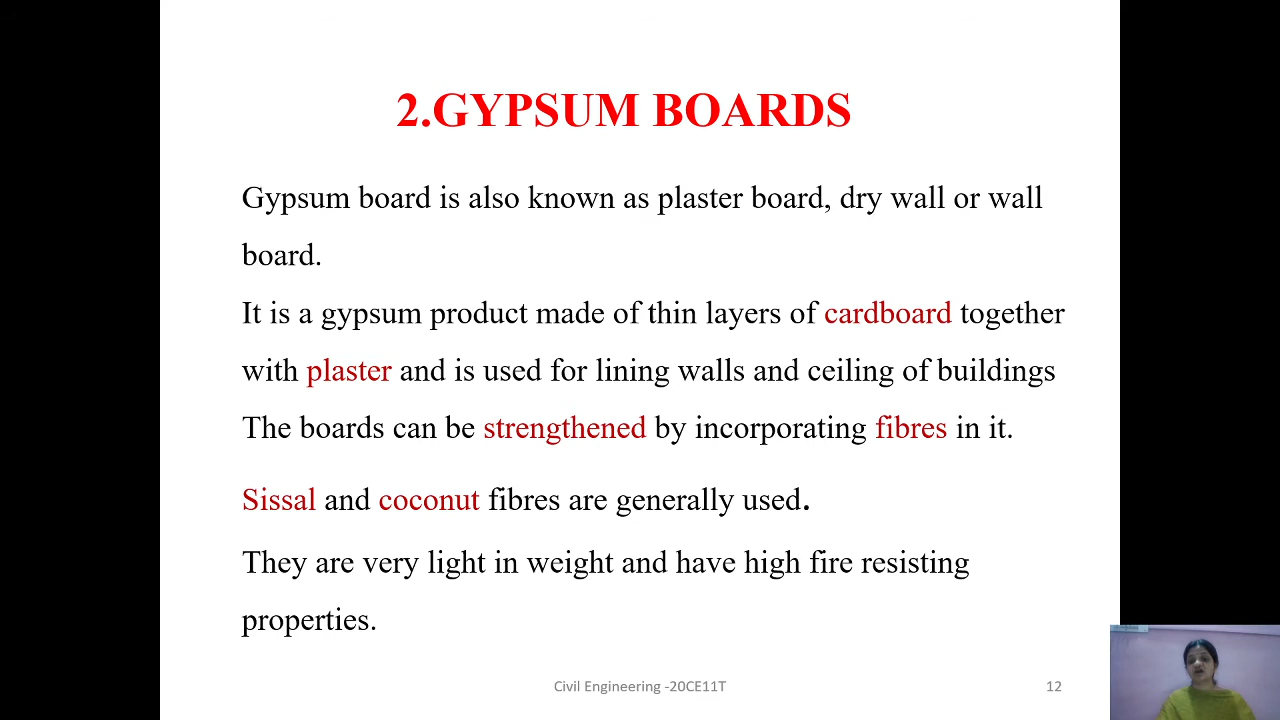 2.GYPSUM BOARDS
Gypsum board is also known as plaster board, dry wall or wall
board.
It is a gypsum product made of thin layers of cardboard together
with plaster and is used for lining walls and ceiling of buildings
The boards can be strengthened by incorporating fibres in it.
Sissal and coconut fibres are generally used.
They are very light in weight and have high fire resisting
properties.
Civil Engineering -20CE11T
12